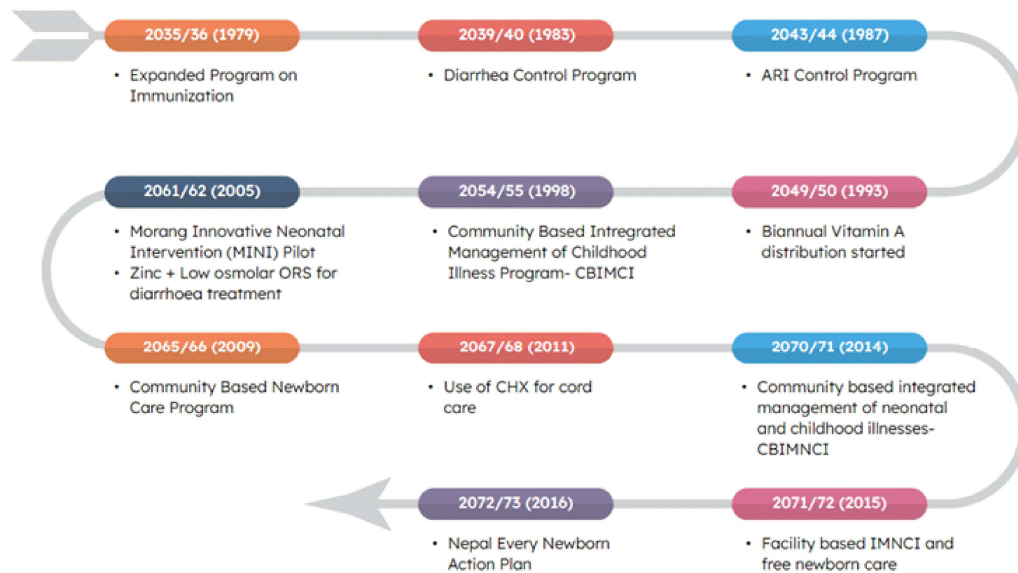 2035/36 (1979)
• Expanded Program on
Immunization
2039/40 (1983)
• Diarrhea Control Program
2043/44 (1987)
• ARI Control Program
2049/50 (1993)
• Biannual Vitamin A
distribution started
2054/55 (1998)
• Community Based Intregrated
Management of Childhood
Illness Program- CBIMCI
2061/62 (2005)
• Morang Innovative Neonatal
Intervention (MINI) Pilot
• Zinc + Low osmolar ORS for
diarrhoea treatment
2065/66 (2009)
• Community Based Newborn
Care Program
2067/68 (2011)
• Use of CHX for cord
care
2070/71 (2014)
• Community based integrated
management of neonatal
and childhood illnesses-
CBIMNCI
2071/72 (2015)
• Facility based IMNCI and
free newborn care
2072/73 (2016)
• Nepal Every Newborn
Action Plan